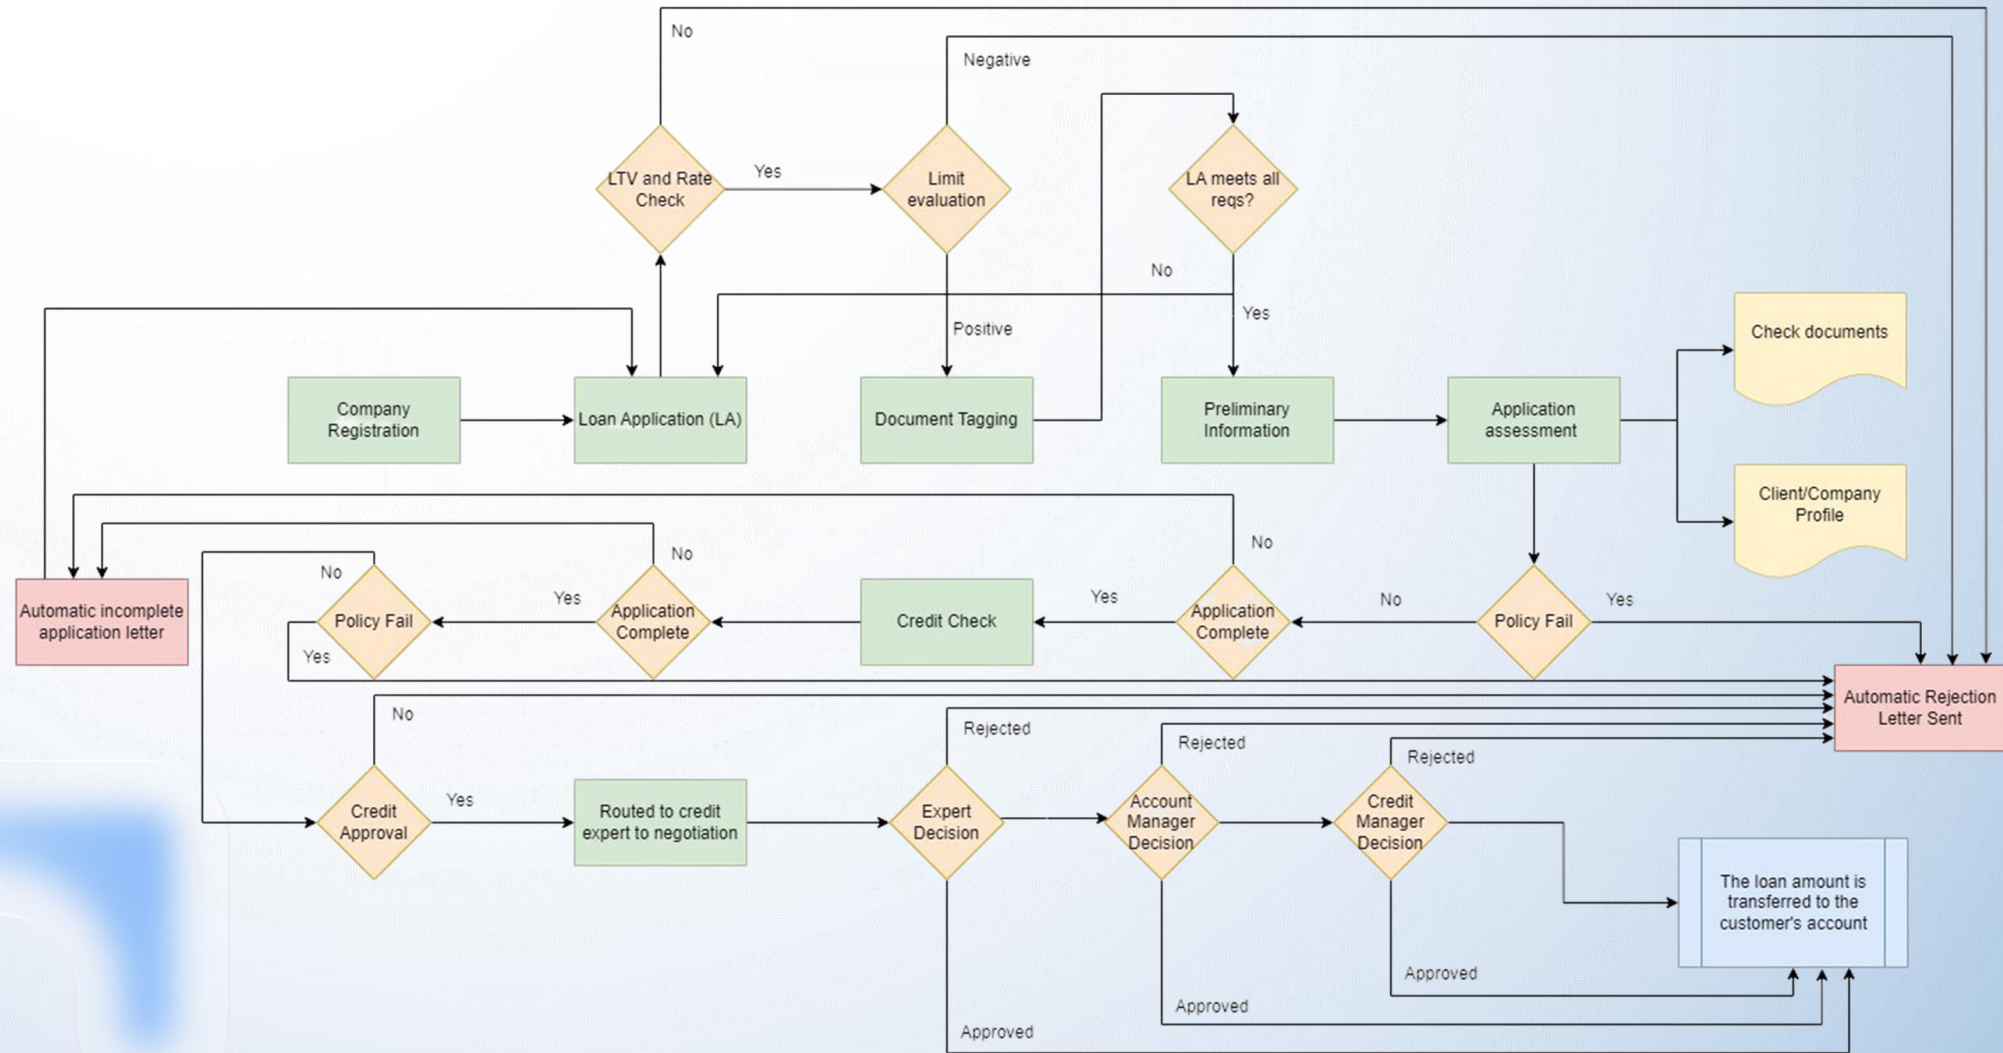 No
Negative
LTV and Rate
Check
Yes
Limit
evaluation
LA meets all
reqs?
No
Yes
Positive
Check documents
Company
Registration
Loan Application (LA)
Document Tagging
Preliminary
Information
Application
assessment
Client/Company
Profile
No
No
No
Automatic incomplete
application letter
Policy Fail
Yes
Yes
Application
Complete
Credit Check
Yes
Application
Complete
No
Policy Fail
Yes
Automatic Rejection
Letter Sent
No
Rejected
Rejected
Rejected
Credit
Approval
Yes
Routed to credit
expert to negotiation
Expert
Decision
Account
Manager
Decision
Credit
Manager
Decision
The loan amount is
transferred to the
customer's account
Approved
Approved
Approved